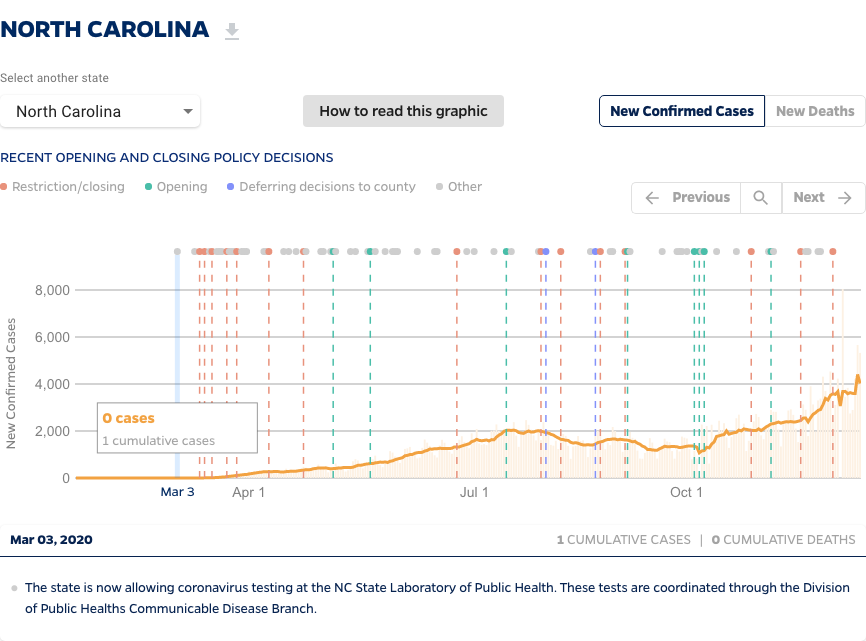 NORTH CAROLINA
Select another state
North Carolina
How to read this graphic
New Confirmed Cases
New Deaths
RECENT OPENING AND CLOSING POLICY DECISIONS
Restriction/closing
Opening
Deferring decisions to county
Other
Previous
Next
New Confirmed Cases
8,000
6,000
4,000
2,000
0
0 cases
1 cumulative cases
Mar 3
Apr 1
Jul 1
Oct 1
Mar 03, 2020
1 CUMULATIVE CASES | 0 CUMULATIVE DEATHS
The state is now allowing coronavirus testing at the NC State Laboratory of Public Health. These tests are coordinated through the Division
of Public Healths Communicable Disease Branch.